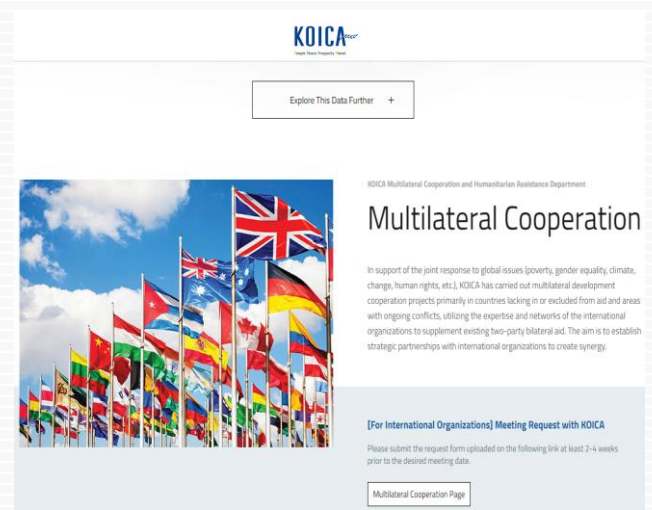 KOICA
Explore This Data Further +
KOICA Multilateral Cooperation and Humanitarian Assistance Department
Multilateral Cooperation
In support of the joint response to global issues (poverty, gender equality, climate,
change, human rights, etc.), KOICA has carried out multilateral development
cooperation projects primarily in countries lacking in or excluded from aid and areas
with ongoing conflicts, utilizing the expertise and networks of the international
organizations to supplement existing two-party bilateral aid. The aim is to establish
strategic partnerships with international organizations to create synergy.
[For International Organizations] Meeting Request with KOICA
Please submit the request form uploaded on the following link at least 2-4 weeks
prior to the desired meeting date.
Multilateral Cooperation Page